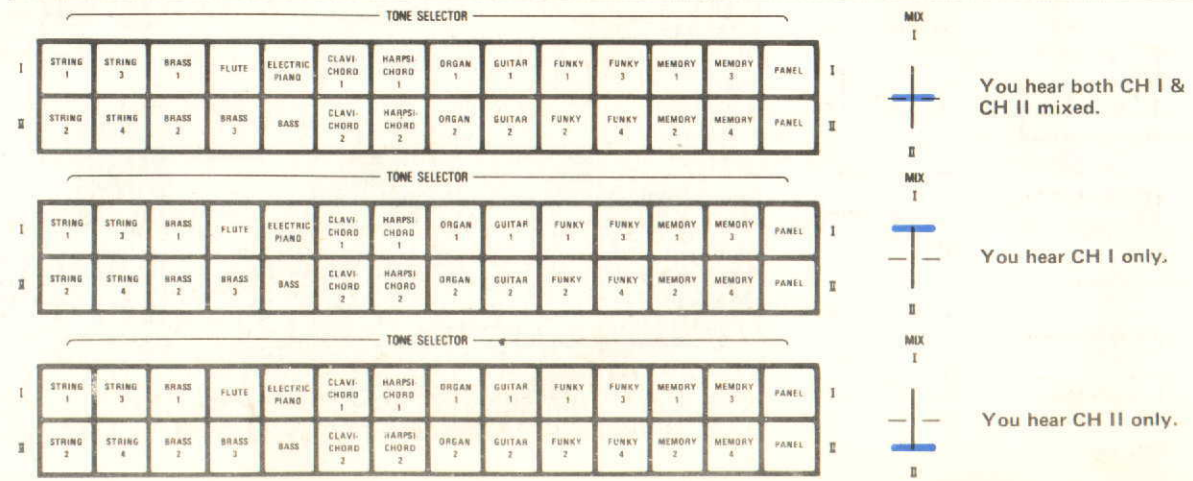 TONE SELECTOR
MIX
I
I STRING 1 STRING 3 BRASS 1 FLUTE ELECTRIC PIANO CLAVI- CHORD 1 HARPSI- CHORD 1 ORGAN 1 GUITAR 1 FUNKY 1 FUNKY 3 MEMORY 1 MEMORY 3 PANEL I
You hear both CH I &
CH II mixed.
II STRING 2 STRING 4 BRASS 2 BRASS 3 BASS CLAVI- CHORD 2 HARPSI- CHORD 2 ORGAN 2 GUITAR 2 FUNKY 2 FUNKY 4 MEMORY 2 MEMORY 4 PANEL II
II
TONE SELECTOR
MIX
I
I STRING 1 STRING 3 BRASS 1 FLUTE ELECTRIC PIANO CLAVI- CHORD 1 HARPSI- CHORD 1 ORGAN 1 GUITAR 1 FUNKY 1 FUNKY 3 MEMORY 1 MEMORY 3 PANEL I
You hear CH I only.
II STRING 2 STRING 4 BRASS 2 BRASS 3 BASS CLAVI- CHORD 2 HARPSI- CHORD 2 ORGAN 2 GUITAR 2 FUNKY 2 FUNKY 4 MEMORY 2 MEMORY 4 PANEL II
II
TONE SELECTOR
MIX
I
I STRING 1 STRING 3 BRASS 1 FLUTE ELECTRIC PIANO CLAVI- CHORD 1 HARPSI- CHORD 1 ORGAN 1 GUITAR 1 FUNKY 1 FUNKY 3 MEMORY 1 MEMORY 3 PANEL I
You hear CH II only.
II STRING 2 STRING 4 BRASS 2 BRASS 3 BASS CLAVI- CHORD 2 HARPSI- CHORD 2 ORGAN 2 GUITAR 2 FUNKY 2 FUNKY 4 MEMORY 2 MEMORY 4 PANEL II
II